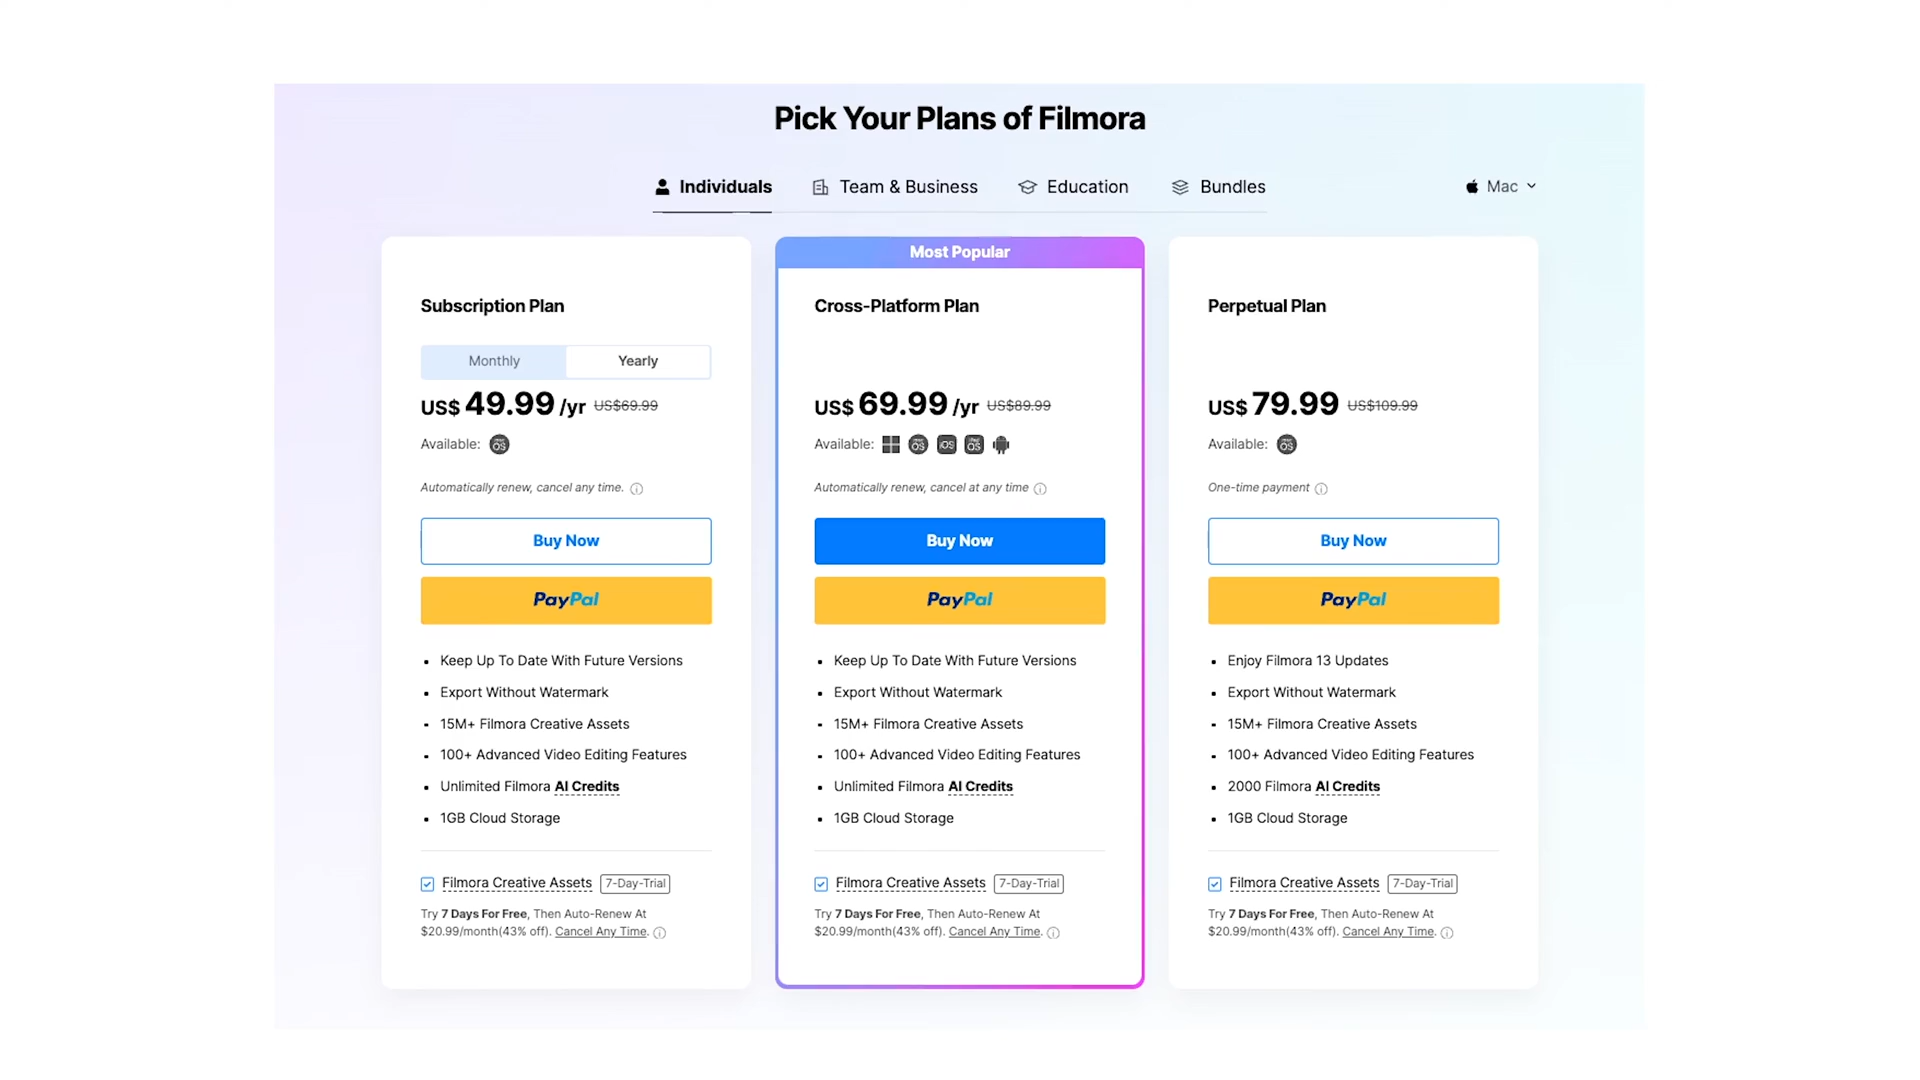 Pick Your Plans of Filmora
Individuals
Team & Business
Education
Bundles
Mac
Subscription Plan
Monthly
Yearly
US$ 49.99 /yr US$69.99
Available: macOS
Automatically renew, cancel any time.
Buy Now
PayPal
Keep Up To Date With Future Versions
Export Without Watermark
15M+ Filmora Creative Assets
100+ Advanced Video Editing Features
Unlimited Filmora AI Credits
1GB Cloud Storage
Filmora Creative Assets 7-Day-Trial
Try 7 Days For Free, Then Auto-Renew At
$20.99/month(43% off). Cancel Any Time.
Most Popular
Cross-Platform Plan
US$ 69.99 /yr US$89.99
Available: macOS iOS iPadOS
Automatically renew, cancel at any time
Buy Now
PayPal
Keep Up To Date With Future Versions
Export Without Watermark
15M+ Filmora Creative Assets
100+ Advanced Video Editing Features
Unlimited Filmora AI Credits
1GB Cloud Storage
Filmora Creative Assets 7-Day-Trial
Try 7 Days For Free, Then Auto-Renew At
$20.99/month(43% off). Cancel Any Time.
Perpetual Plan
US$ 79.99 US$109.99
Available: macOS
One-time payment
Buy Now
PayPal
Enjoy Filmora 13 Updates
Export Without Watermark
15M+ Filmora Creative Assets
100+ Advanced Video Editing Features
2000 Filmora AI Credits
1GB Cloud Storage
Filmora Creative Assets 7-Day-Trial
Try 7 Days For Free, Then Auto-Renew At
$20.99/month(43% off). Cancel Any Time.